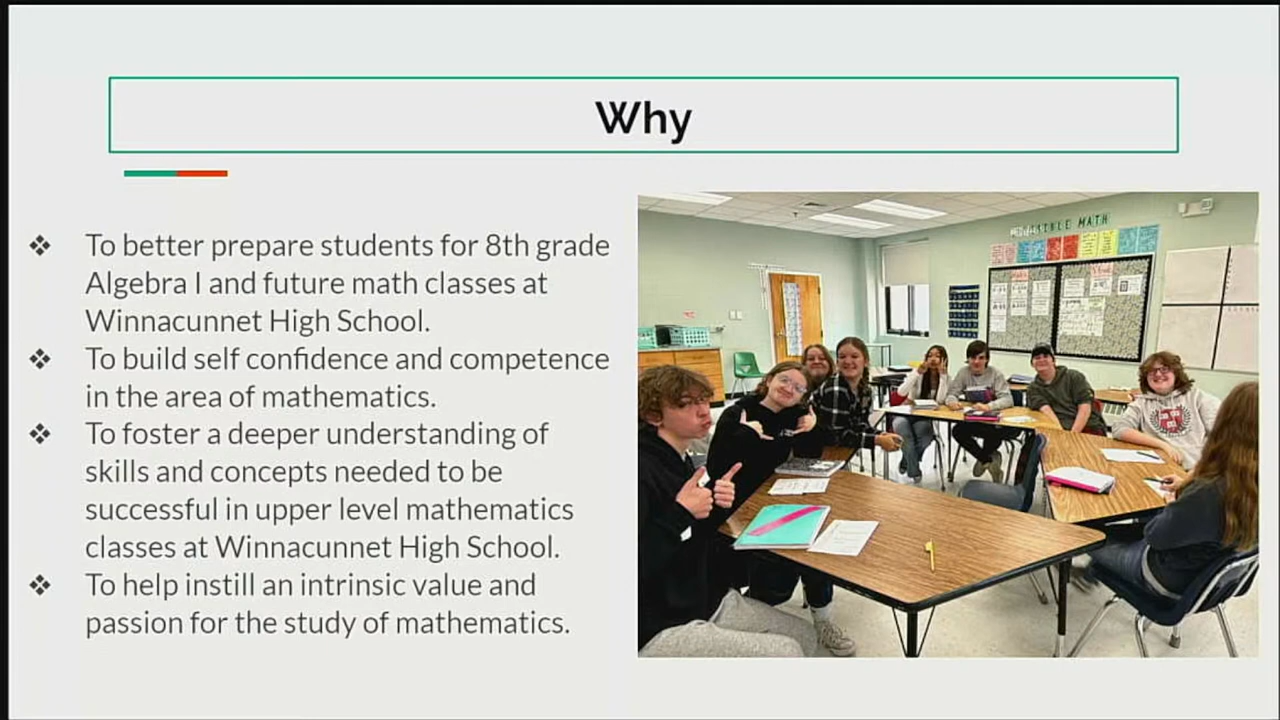 Why
❖ To better prepare students for 8th grade
Algebra I and future math classes at
Winnacunnet High School.
❖ To build self confidence and competence
in the area of mathematics.
❖ To foster a deeper understanding of
skills and concepts needed to be
successful in upper level mathematics
classes at Winnacunnet High School.
❖ To help instill an intrinsic value and
passion for the study of mathematics.
MATH